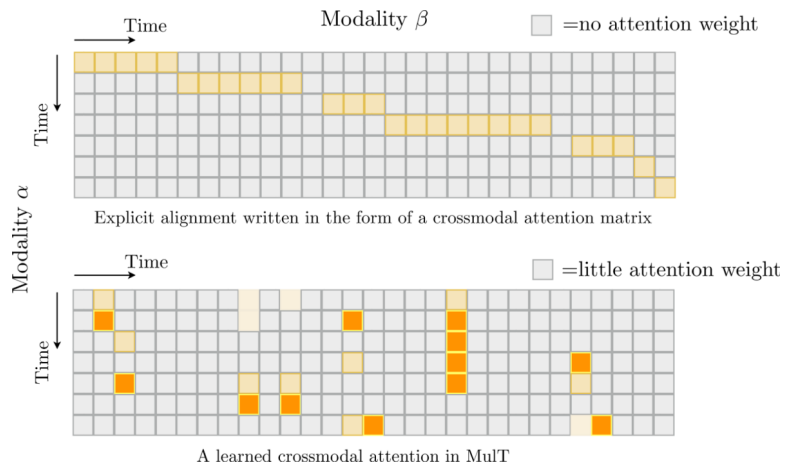 Modality β
Time
=no attention weight
Time
Explicit alignment written in the form of a crossmodal attention matrix
Modality α
Time
=little attention weight
Time
A learned crossmodal attention in MulT